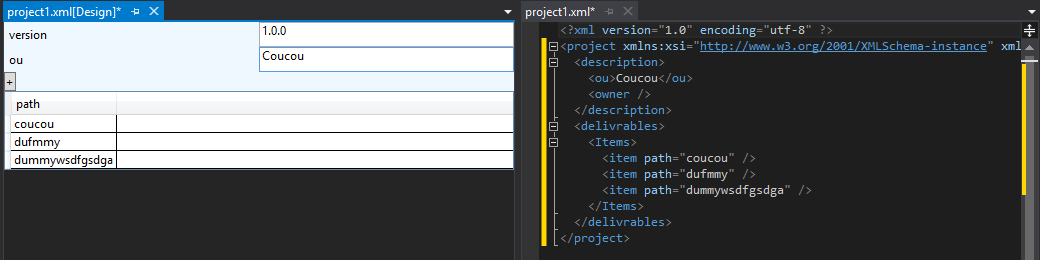 project1.xml[Design]*
version 1.0.0
ou Coucou
+
path
coucou
dufmmy
dummywsdfgsdga
project1.xml*
<?xml version="1.0" encoding="utf-8" ?>
<project xmlns:xsi="http://www.w3.org/2001/XMLSchema-instance" xml
<description>
<ou>Coucou</ou>
<owner />
</description>
<delivrables>
<Items>
<item path="coucou" />
<item path="dufmmy" />
<item path="dummywsdfgsdga" />
</Items>
</delivrables>
</project>